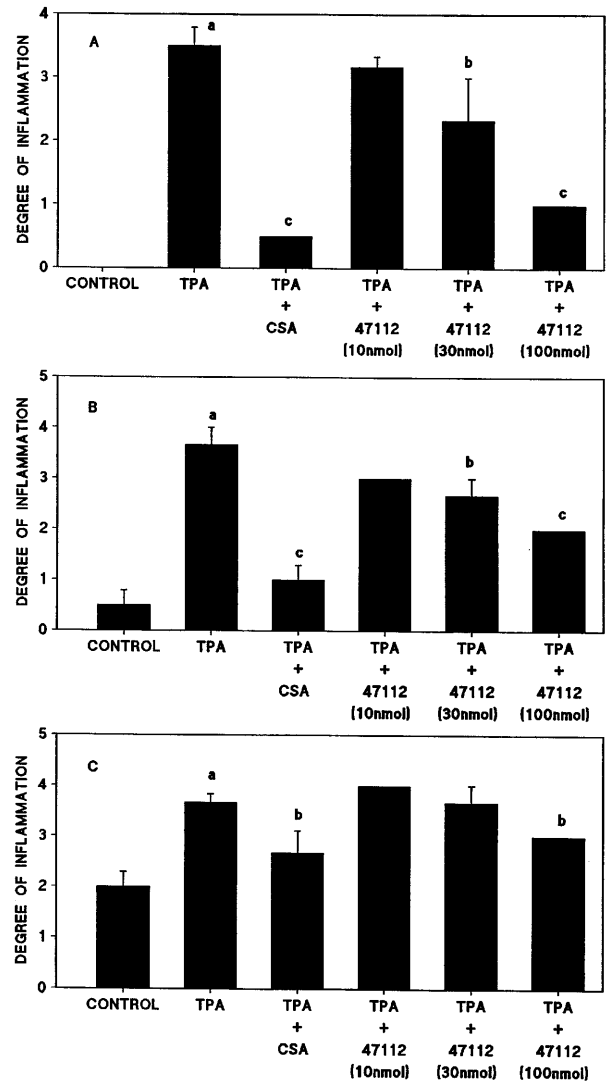 A
DEGREE OF INFLAMMATION
4
3
2
1
0
a
c
b
c
CONTROL TPA TPA TPA TPA TPA
+ + + +
CSA 47112 47112 47112
(10nmol) (30nmol) (100nmol)
B
DEGREE OF INFLAMMATION
5
4
3
2
1
0
a
c
b
c
CONTROL TPA TPA TPA TPA TPA
+ + + +
CSA 47112 47112 47112
(10nmol) (30nmol) (100nmol)
C
DEGREE OF INFLAMMATION
5
4
3
2
1
0
a
b
b
CONTROL TPA TPA TPA TPA TPA
+ + + +
CSA 47112 47112 47112
(10nmol) (30nmol) (100nmol)